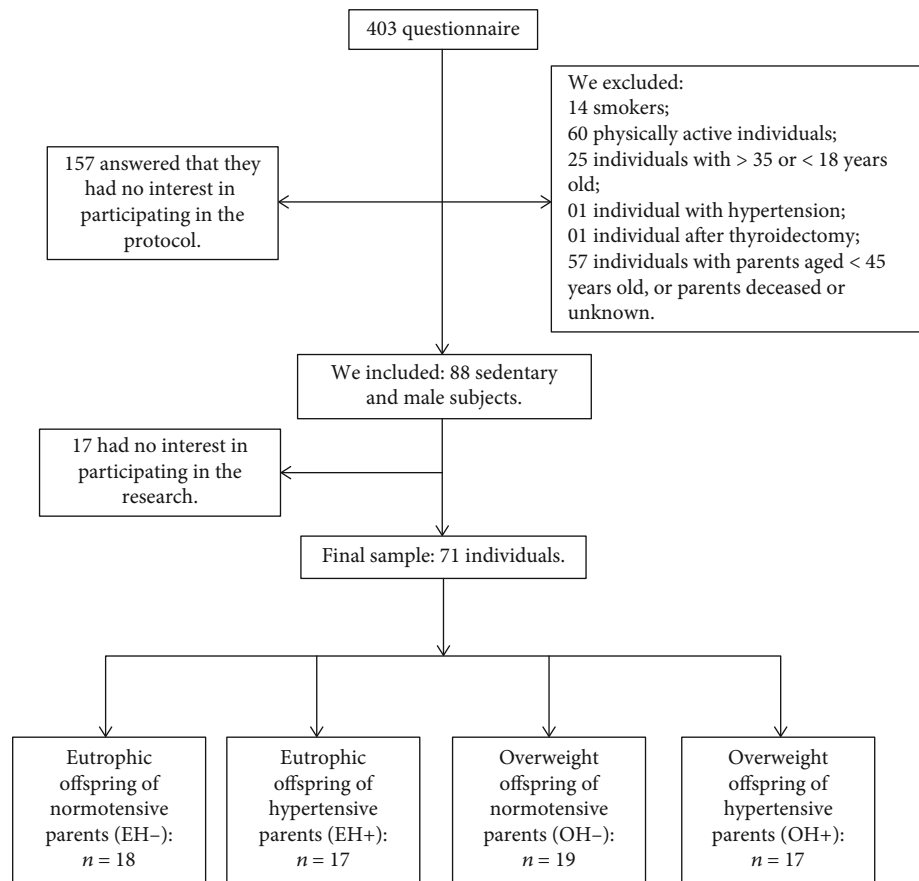 403 questionnaire
We excluded:
14 smokers;
60 physically active individuals;
25 individuals with > 35 or < 18 years
old;
01 individual with hypertension;
01 individual after thyroidectomy;
57 individuals with parents aged < 45
years old, or parents deceased or
unknown.
157 answered that they
had no interest in
participating in the
protocol.
We included: 88 sedentary
and male subjects.
17 had no interest in
participating in the
research.
Final sample: 71 individuals.
Eutrophic
offspring of
normotensive
parents (EH−):
n = 18
Eutrophic
offspring of
hypertensive
parents (EH+):
n = 17
Overweight
offspring of
normotensive
parents (OH−):
n = 19
Overweight
offspring of
hypertensive
parents (OH+):
n = 17